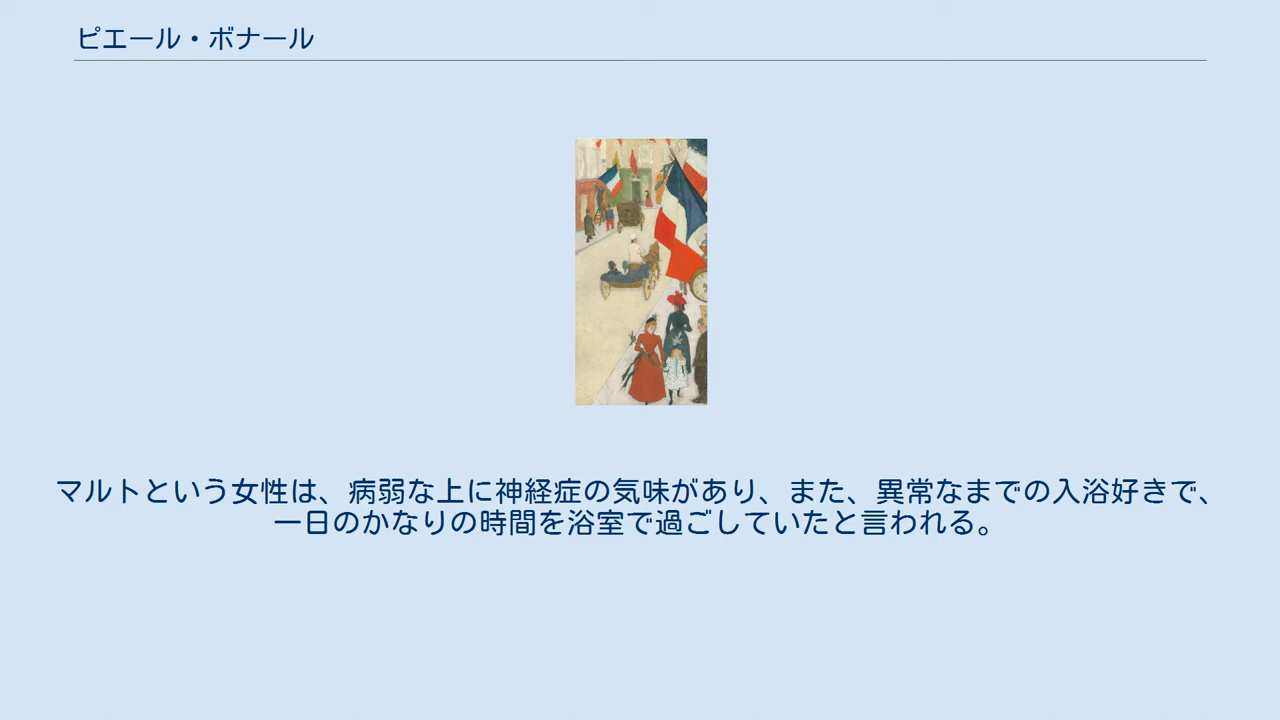 ピエール・ボナール
マルトという女性は、病弱な上に神経症の気味があり、また、異常なまでの入浴好きで、
一日のかなりの時間を浴室で過ごしていたと言われる。